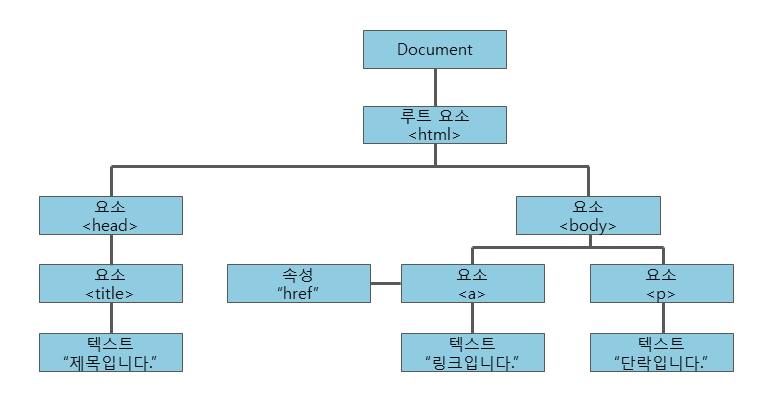 Document
루트 요소
<html>
요소
<head>
요소
<body>
요소
<title>
속성
“href”
요소
<a>
요소
<p>
텍스트
“제목입니다.”
텍스트
“링크입니다.”
텍스트
“단락입니다.”